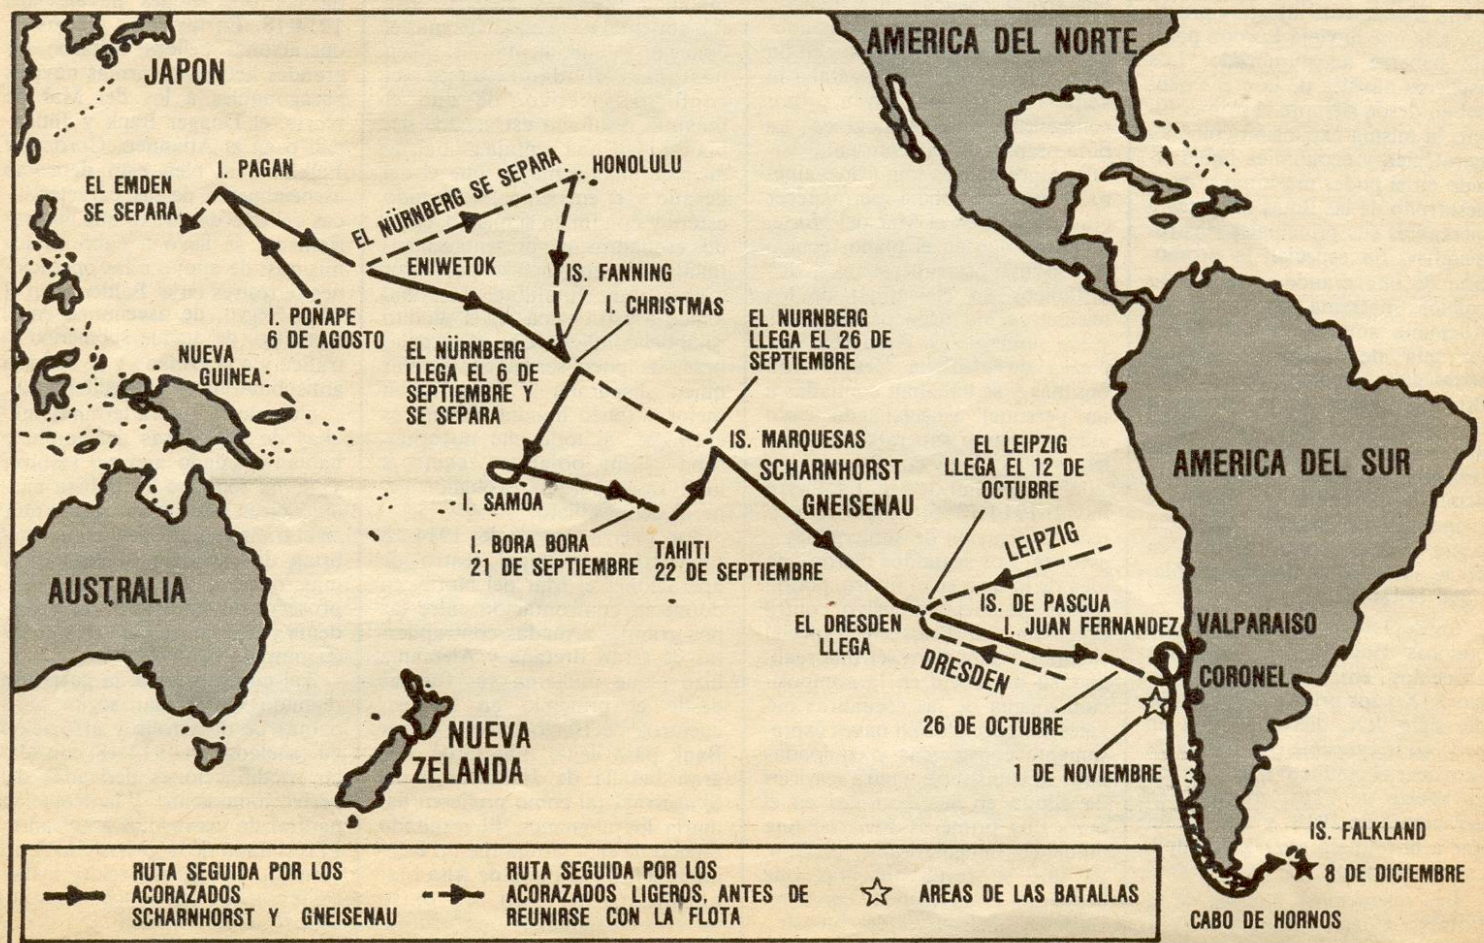 JAPON
AMERICA DEL NORTE
I. PAGAN
EL EMDEN
SE SEPARA
EL NÜRNBERG SE SEPARA
HONOLULU
ENIWETOK
IS. FANNING
I. CHRISTMAS
I. PONAPE
6 DE AGOSTO
NUEVA
GUINEA
EL NÜRNBERG
LLEGA EL 6 DE
SEPTIEMBRE Y
SE SEPARA
EL NURNBERG
LLEGA EL 26 DE
SEPTIEMBRE
IS. MARQUESAS
SCHARNHORST
GNEISENAU
EL LEIPZIG
LLEGA EL 12 DE
OCTUBRE
AMERICA DEL SUR
I. SAMOA
I. BORA BORA
21 DE SEPTIEMBRE
TAHITI
22 DE SEPTIEMBRE
LEIPZIG
AUSTRALIA
IS. DE PASCUA
I. JUAN FERNANDEZ
VALPARAISO
EL DRESDEN
LLEGA
DRESDEN
CORONEL
26 DE OCTUBRE
1 DE NOVIEMBRE
NUEVA
ZELANDA
IS. FALKLAND
8 DE DICIEMBRE
CABO DE HORNOS
RUTA SEGUIDA POR LOS
ACORAZADOS
SCHARNHORST Y GNEISENAU
RUTA SEGUIDA POR LOS
ACORAZADOS LIGEROS, ANTES DE
REUNIRSE CON LA FLOTA
AREAS DE LAS BATALLAS